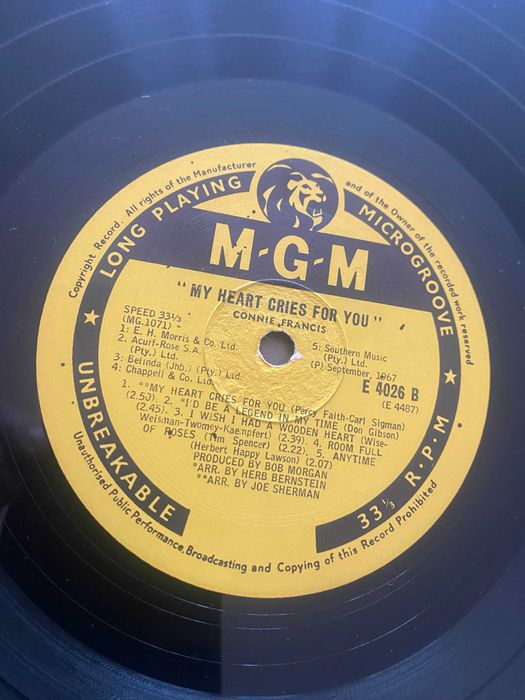 Copyright Record. All rights of the Manufacturer and of the Owner of the recorded work reserved
LONG PLAYING MICROGROOVE
M-G-M
"MY HEART CRIES FOR YOU"
CONNIE FRANCIS
SPEED 33⅓
(MG.1071)
1: E. H. Morris & Co. Ltd.
2: Acuff-Rose S.A. (Pty.) Ltd.
3: Belinda (Jhb.) (Pty.) Ltd
4: Chappell & Co. Ltd.
5: Southern Music (Pty.) Ltd.
(P) September, 1967
E 4026 B
(E 4487)
1. **MY HEART CRIES FOR YOU (Percy Faith-Carl Sigman)
(2.50). 2. *I'D BE A LEGEND IN MY TIME (Don Gibson)
(2.45). 3. I WISH I HAD A WOODEN HEART (Wise-
Weisman-Twomey-Kaempfert) (2.39). 4. ROOM FULL
OF ROSES (Tim Spencer) (2.22). 5. ANYTIME
(Herbert Happy Lawson) (2.07)
PRODUCED BY BOB MORGAN
*ARR. BY HERB BERNSTEIN
**ARR. BY JOE SHERMAN
UNBREAKABLE
33⅓ R.P.M
Unauthorised Public Performance, Broadcasting and Copying of this Record Prohibited